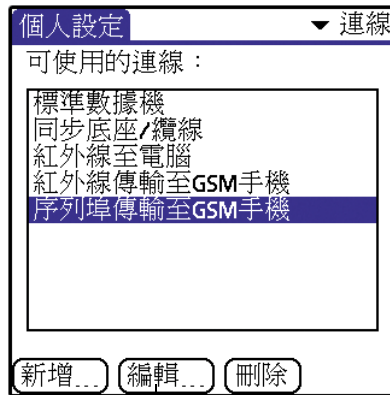 個人設定 ▼ 連線
可使用的連線：
標準數據機
同步底座/纜線
紅外線至電腦
紅外線傳輸至GSM手機
序列埠傳輸至GSM手機
新增... 編輯... 刪除